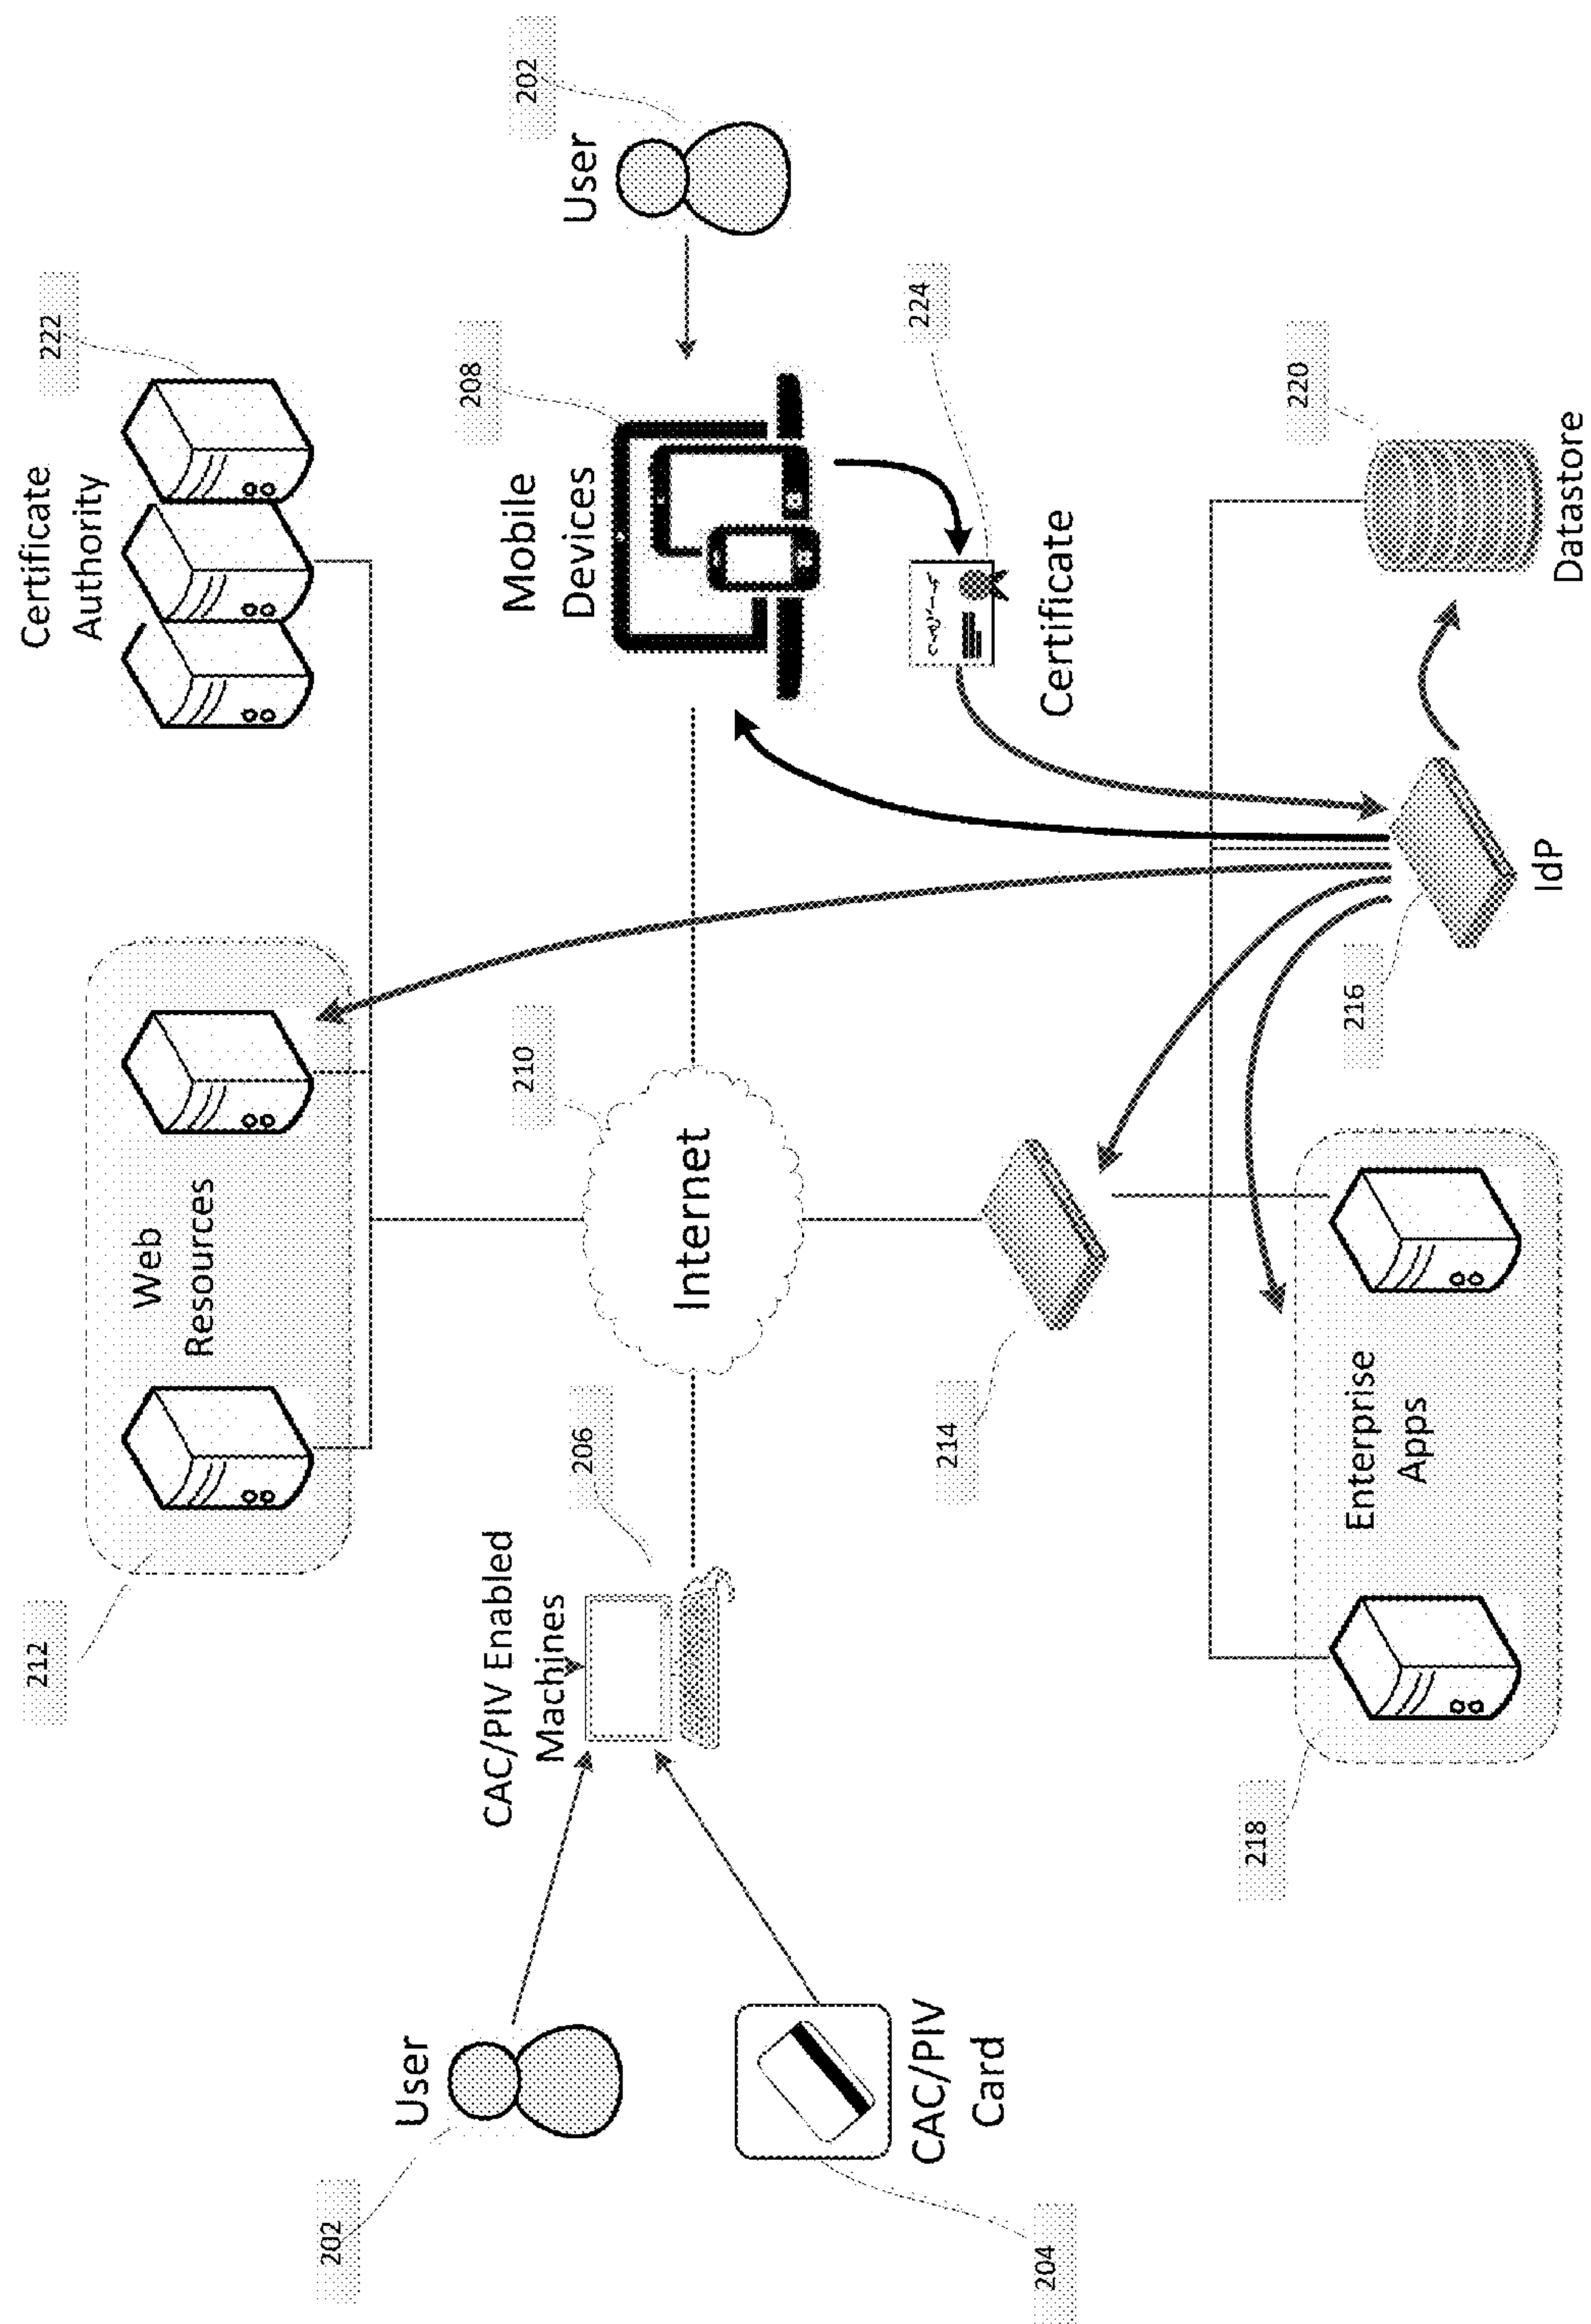 222
Certificate
Authority
212
Web
Resources
202
User
208
Mobile
Devices
210
Internet
206
CAC/PIV Enabled
Machines
User
202
CAC/PIV
Card
204
214
224
Certificate
220
Datastore
216
IdP
218
Enterprise
Apps